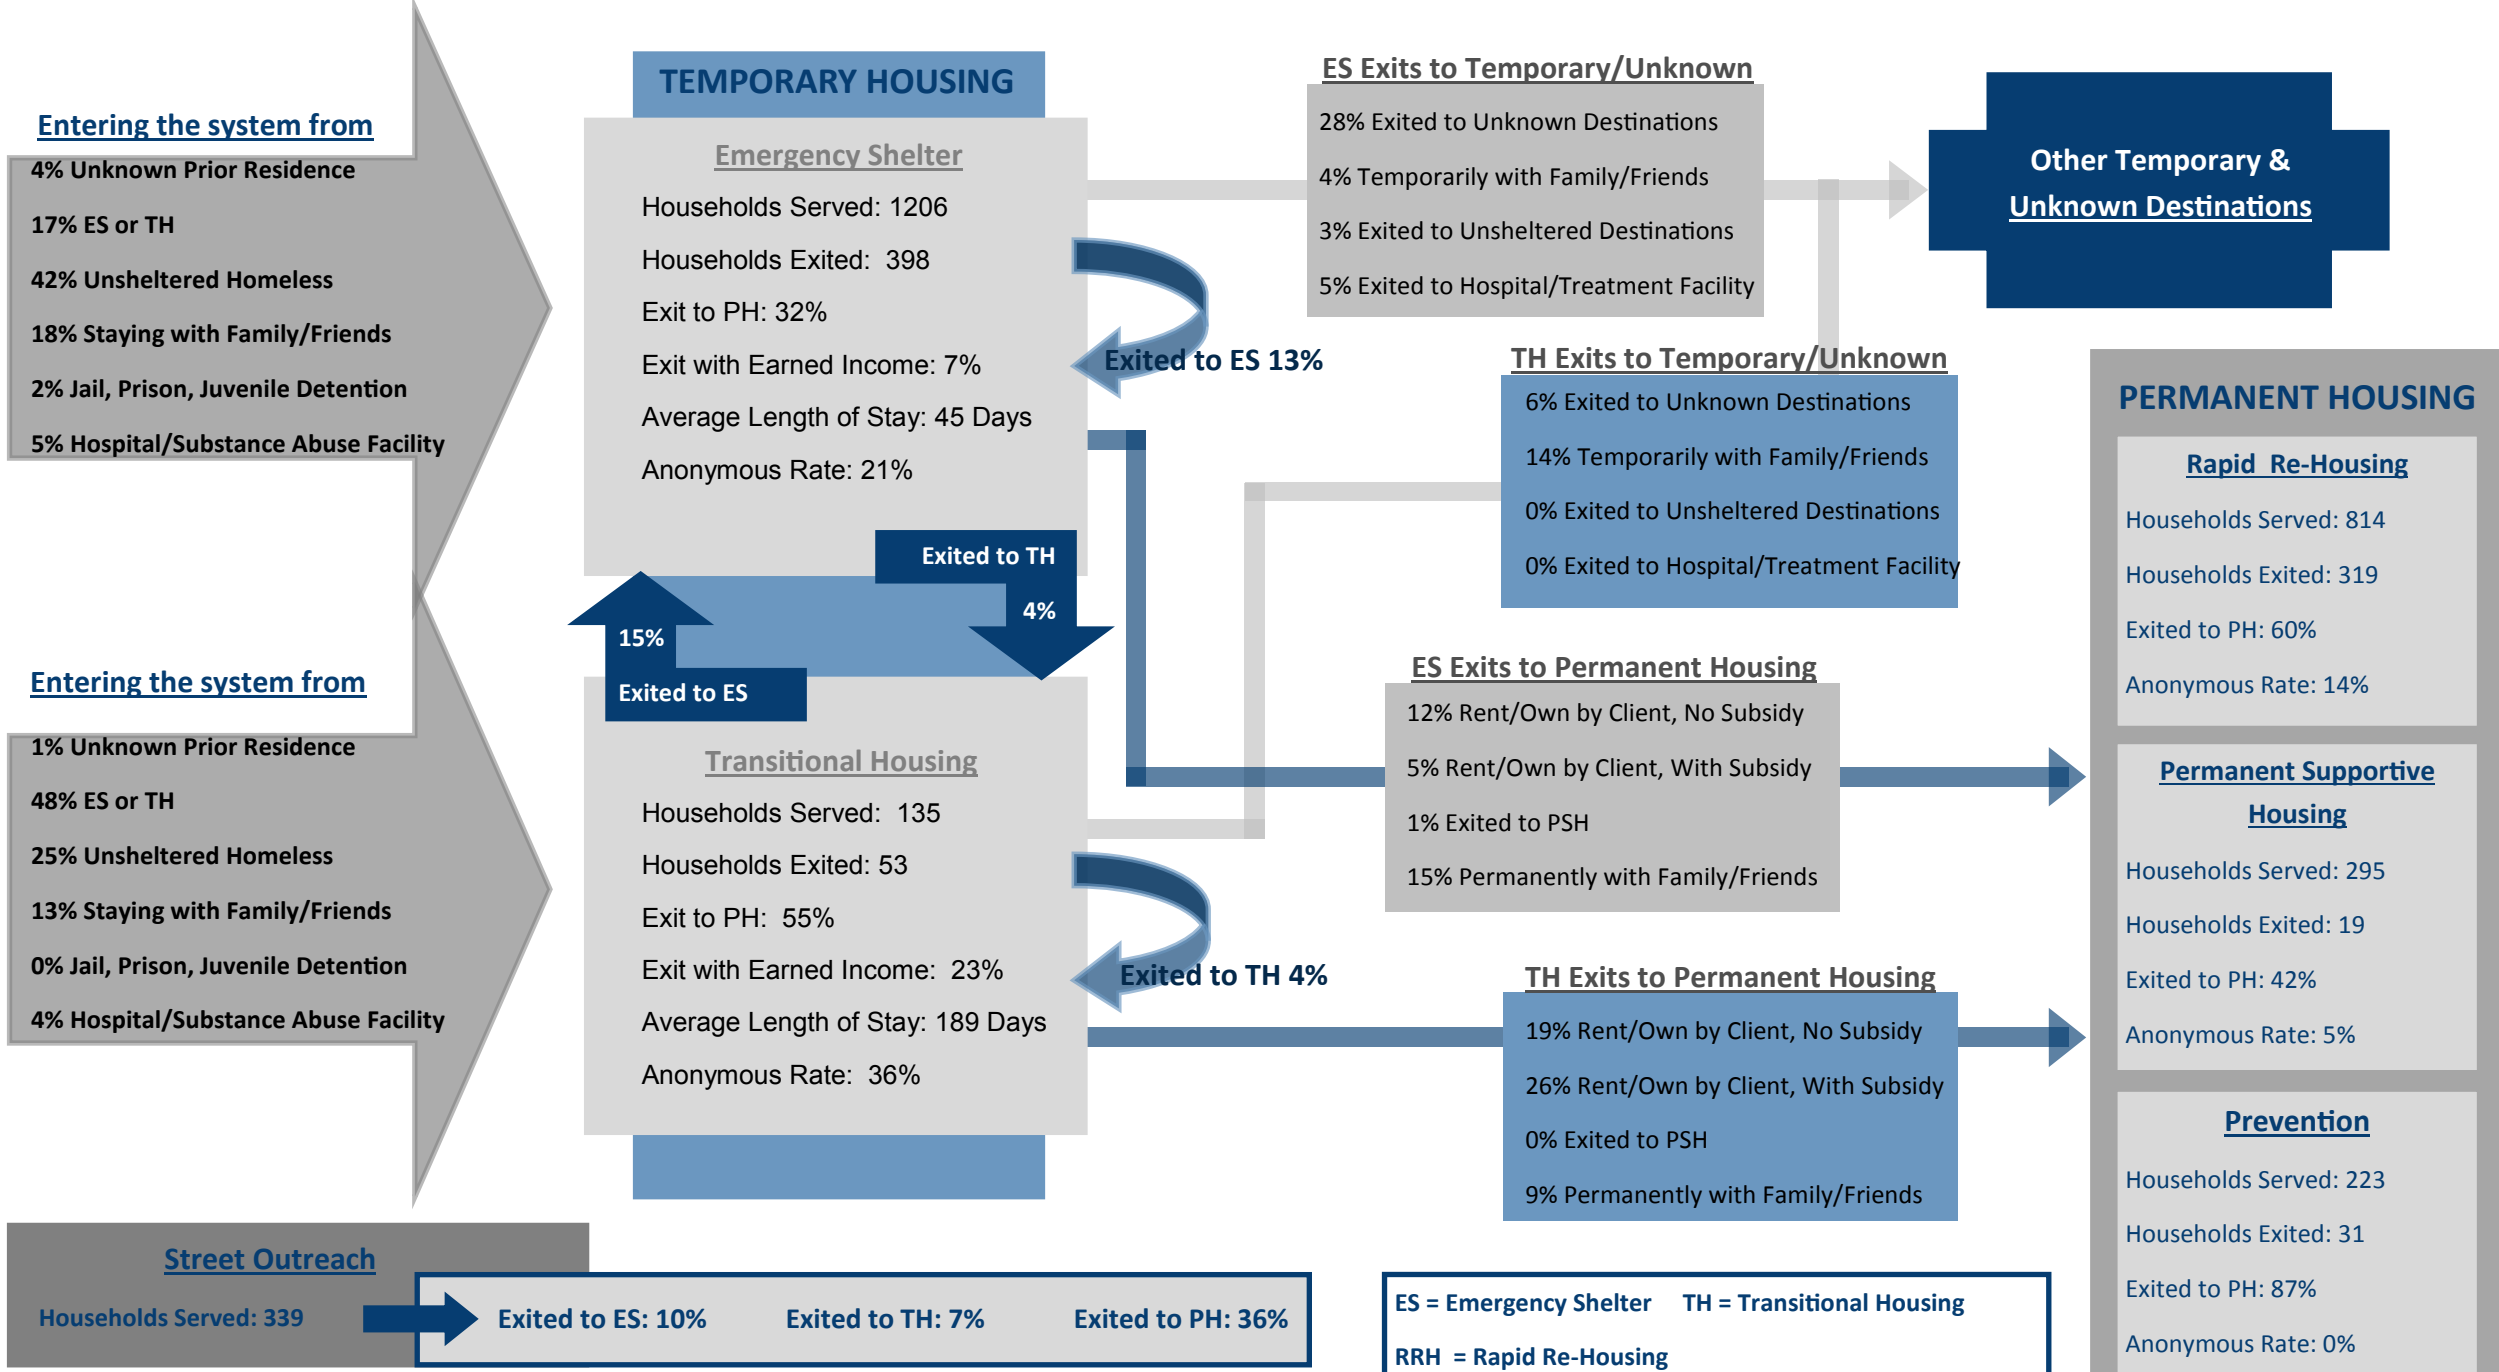 Entering the system from
4% Unknown Prior Residence
17% ES or TH
42% Unsheltered Homeless
18% Staying with Family/Friends
2% Jail, Prison, Juvenile Detention
5% Hospital/Substance Abuse Facility
Entering the system from
1% Unknown Prior Residence
48% ES or TH
25% Unsheltered Homeless
13% Staying with Family/Friends
0% Jail, Prison, Juvenile Detention
4% Hospital/Substance Abuse Facility
TEMPORARY HOUSING
Emergency Shelter
Households Served: 1206
Households Exited: 398
Exit to PH: 32%
Exit with Earned Income: 7%
Average Length of Stay: 45 Days
Anonymous Rate: 21%
Exited to ES 13%
Exited to TH
4%
15%
Exited to ES
Transitional Housing
Households Served: 135
Households Exited: 53
Exit to PH: 55%
Exit with Earned Income: 23%
Average Length of Stay: 189 Days
Anonymous Rate: 36%
Exited to TH 4%
ES Exits to Temporary/Unknown
28% Exited to Unknown Destinations
4% Temporarily with Family/Friends
3% Exited to Unsheltered Destinations
5% Exited to Hospital/Treatment Facility
Other Temporary &
Unknown Destinations
TH Exits to Temporary/Unknown
6% Exited to Unknown Destinations
14% Temporarily with Family/Friends
0% Exited to Unsheltered Destinations
0% Exited to Hospital/Treatment Facility
ES Exits to Permanent Housing
12% Rent/Own by Client, No Subsidy
5% Rent/Own by Client, With Subsidy
1% Exited to PSH
15% Permanently with Family/Friends
TH Exits to Permanent Housing
19% Rent/Own by Client, No Subsidy
26% Rent/Own by Client, With Subsidy
0% Exited to PSH
9% Permanently with Family/Friends
PERMANENT HOUSING
Rapid Re-Housing
Households Served: 814
Households Exited: 319
Exited to PH: 60%
Anonymous Rate: 14%
Permanent Supportive
Housing
Households Served: 295
Households Exited: 19
Exited to PH: 42%
Anonymous Rate: 5%
Prevention
Households Served: 223
Households Exited: 31
Exited to PH: 87%
Anonymous Rate: 0%
Street Outreach
Households Served: 339
Exited to ES: 10% Exited to TH: 7% Exited to PH: 36%
ES = Emergency Shelter TH = Transitional Housing
RRH = Rapid Re-Housing